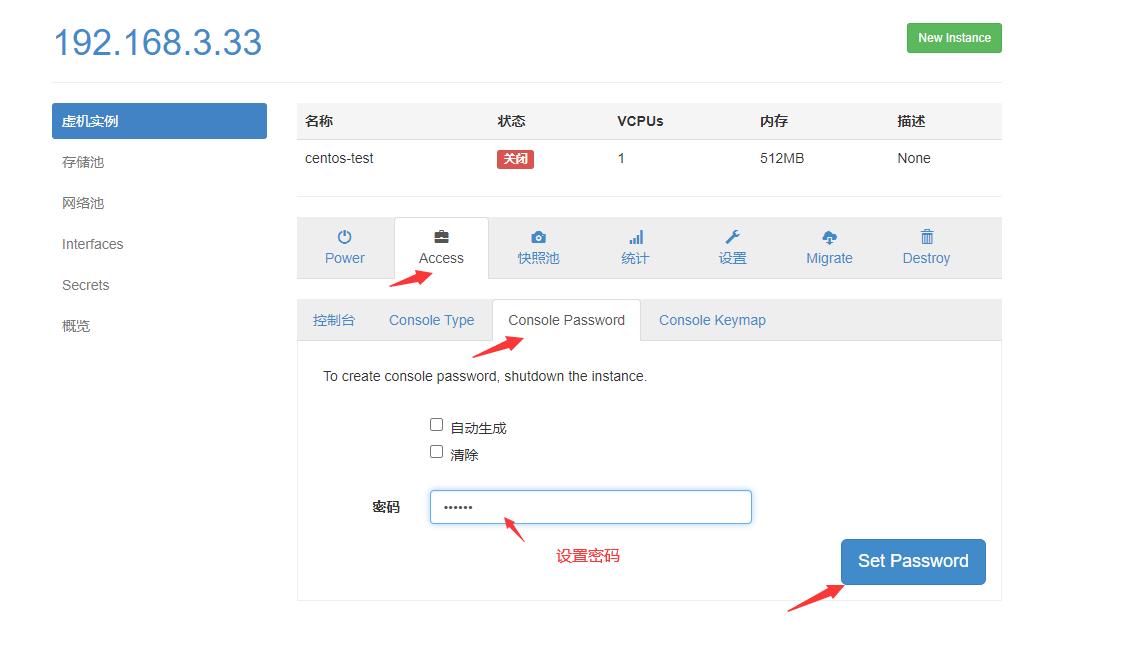 192.168.3.33
New Instance
虚机实例
存储池
网络池
Interfaces
Secrets
概览
名称 状态 VCPUs 内存 描述
centos-test 关闭 1 512MB None
Power Access 快照池 统计 设置 Migrate Destroy
控制台 Console Type Console Password Console Keymap
To create console password, shutdown the instance.
自动生成
清除
密码 ••••••
设置密码
Set Password